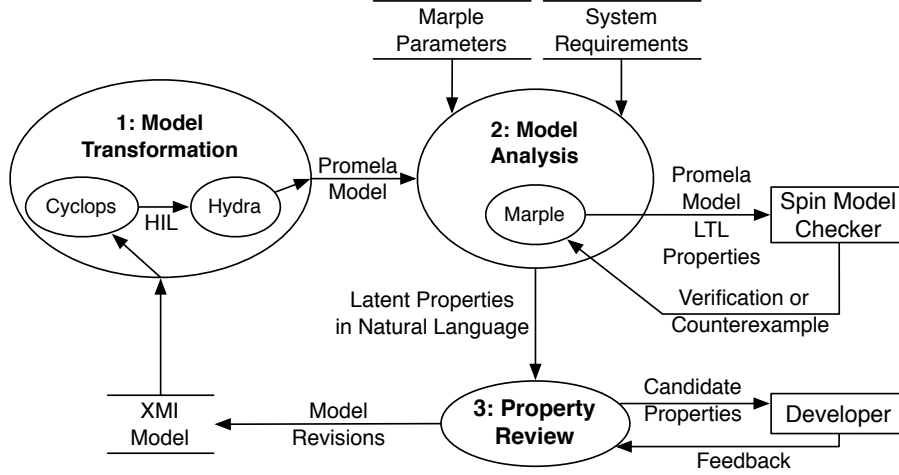 Marple
Parameters
System
Requirements
1: Model
Transformation
Cyclops
HIL
Hydra
Promela
Model
2: Model
Analysis
Marple
Promela
Model
LTL
Properties
Spin Model
Checker
Verification or
Counterexample
Latent Properties
in Natural Language
XMI
Model
Model
Revisions
3: Property
Review
Candidate
Properties
Developer
Feedback